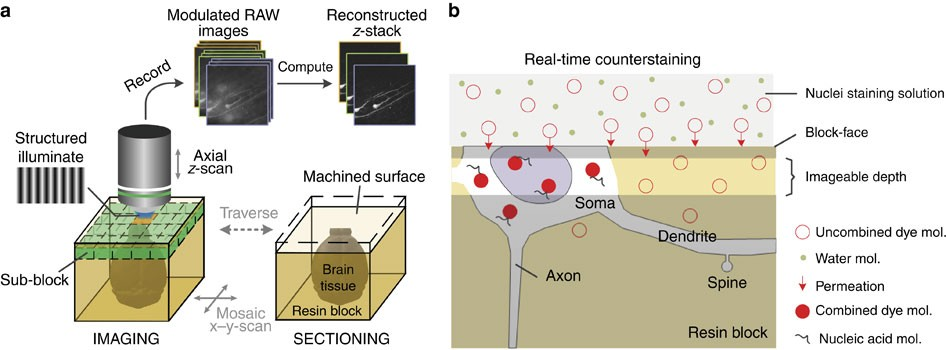 a
Modulated RAW
images
Reconstructed
z-stack
Record
Compute
Structured
illuminate
Axial
z-scan
Machined surface
Traverse
Sub-block
Brain
tissue
Mosaic
x–y-scan
Resin block
IMAGING
SECTIONING
b
Real-time counterstaining
Nuclei staining solution
Block-face
Imageable depth
Soma
Dendrite
Axon
Spine
Resin block
Uncombined dye mol.
Water mol.
Permeation
Combined dye mol.
Nucleic acid mol.